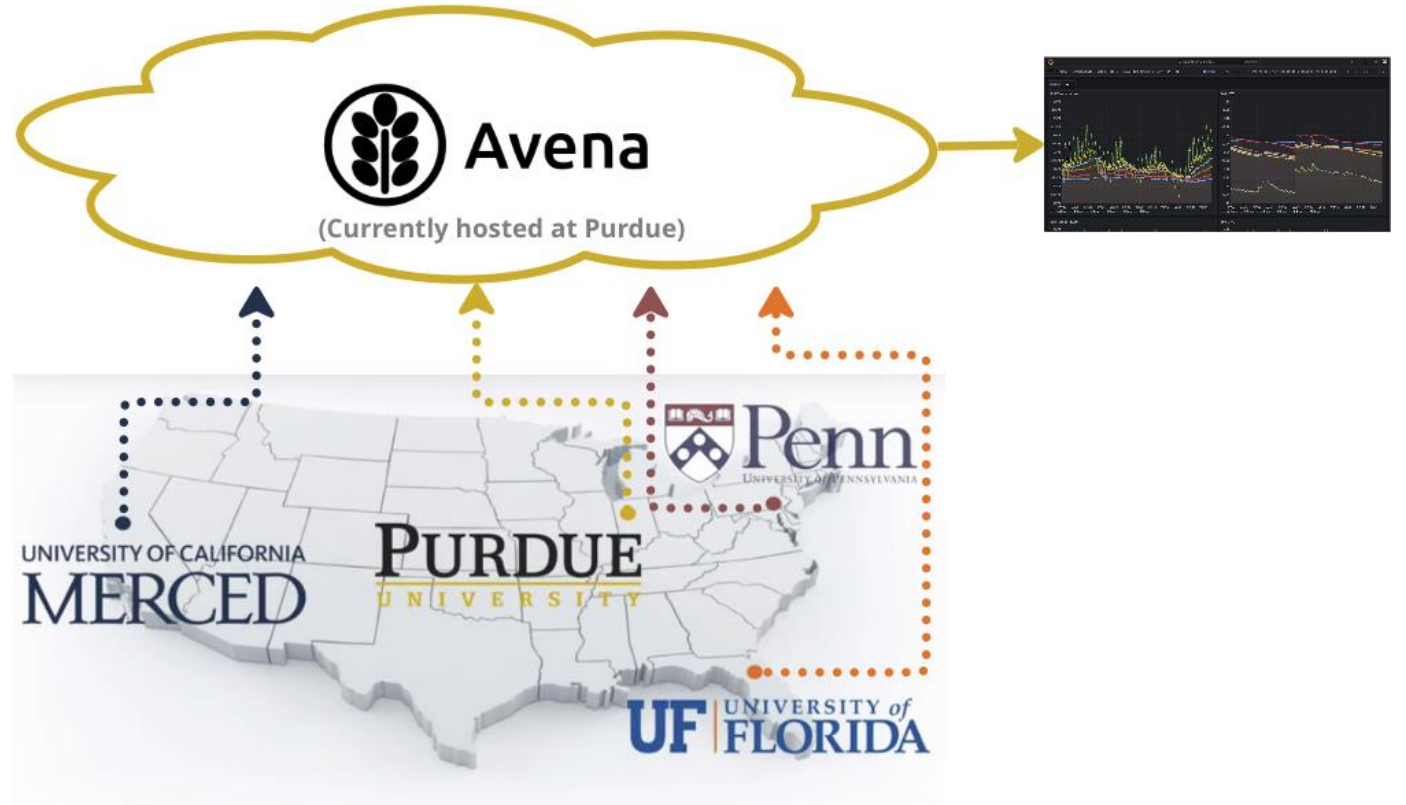 Avena
(Currently hosted at Purdue)
Penn
UNIVERSITY of PENNSYLVANIA
UNIVERSITY OF CALIFORNIA
MERCED
PURDUE
UNIVERSITY
UF UNIVERSITY of
FLORIDA